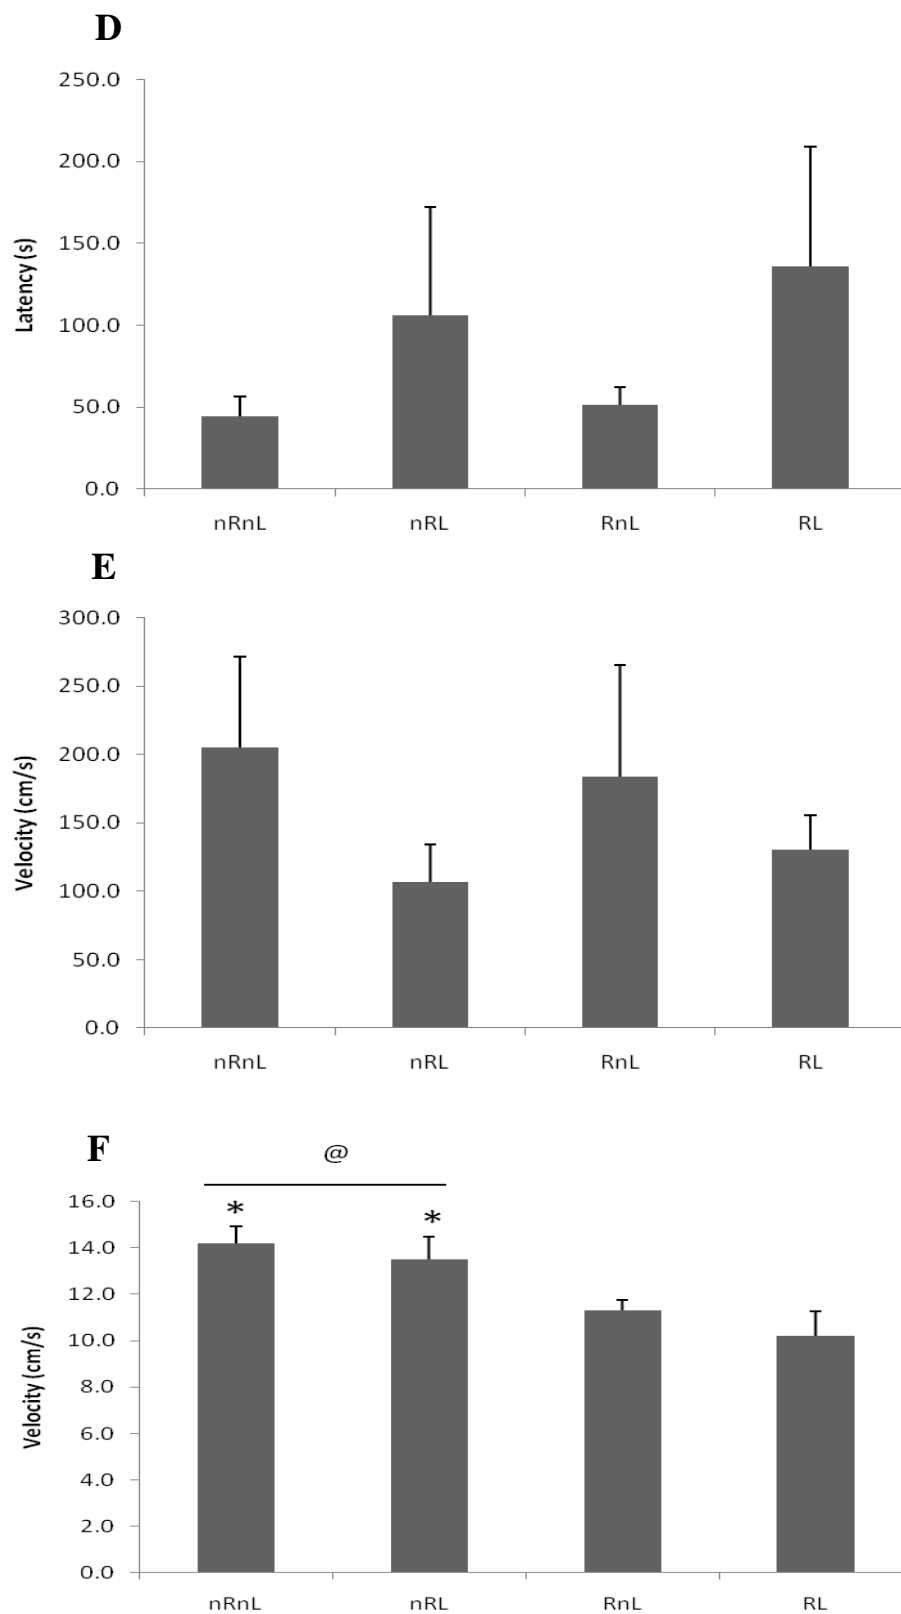 D
250.0
200.0
150.0
100.0
50.0
0.0
Latency (s)
nRnL nRL RnL RL
E
300.0
250.0
200.0
150.0
100.0
50.0
0.0
Velocity (cm/s)
nRnL nRL RnL RL
F
@
* *
16.0
14.0
12.0
10.0
8.0
6.0
4.0
2.0
0.0
Velocity (cm/s)
nRnL nRL RnL RL